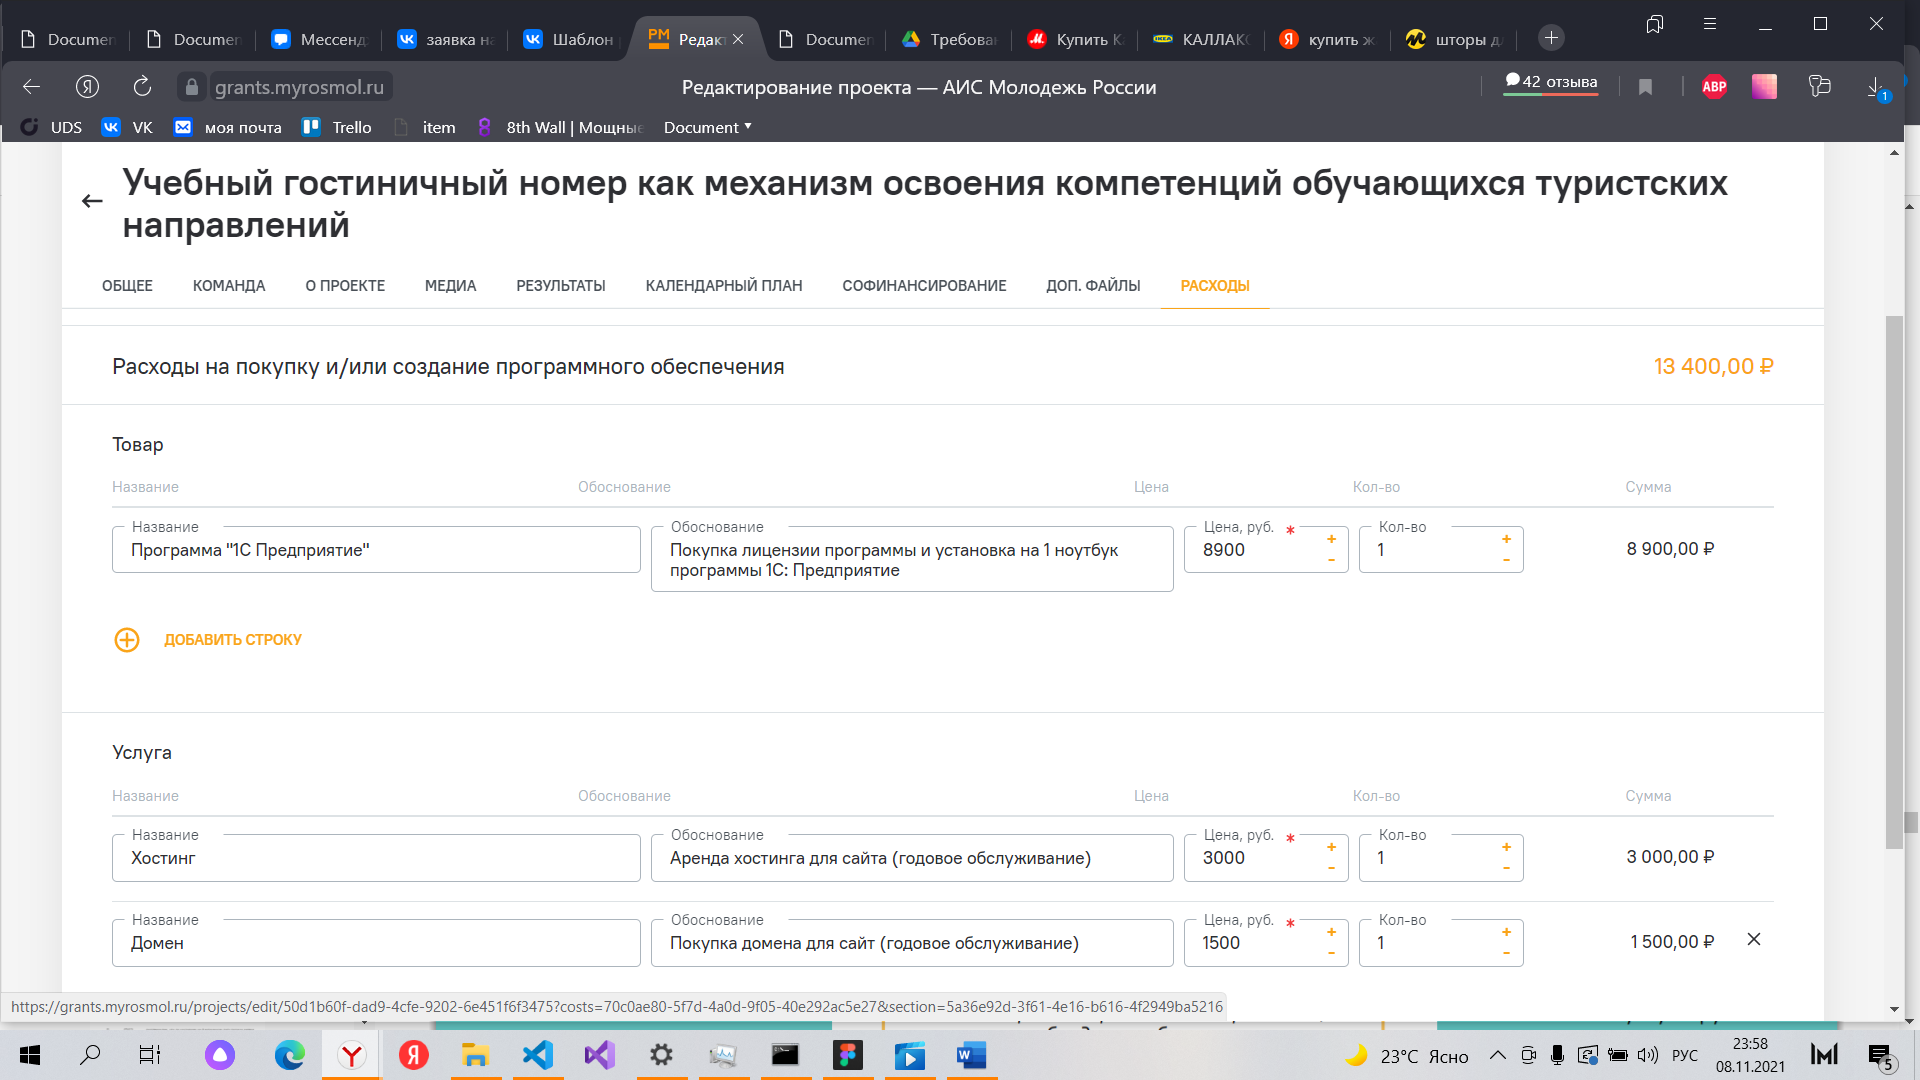 Documen
Documen
Мессендж
заявка на
Шаблон
Редакт
Documen
Требован
Купить Ка
КАЛЛАКС
купить ж
шторы дл
grants.myrosmol.ru
Редактирование проекта — АИС Молодежь России
42 отзыва
ABP
1
UDS
VK
моя почта
Trello
item
8th Wall | Мощные
Document
Учебный гостиничный номер как механизм освоения компетенций обучающихся туристских
направлений
ОБЩЕЕ
КОМАНДА
О ПРОЕКТЕ
МЕДИА
РЕЗУЛЬТАТЫ
КАЛЕНДАРНЫЙ ПЛАН
СОФИНАНСИРОВАНИЕ
ДОП. ФАЙЛЫ
РАСХОДЫ
Расходы на покупку и/или создание программного обеспечения
13 400,00 ₽
Товар
Название
Обоснование
Цена
Кол-во
Сумма
Название
Программа "1С Предприятие"
Обоснование
Покупка лицензии программы и установка на 1 ноутбук
программы 1С: Предприятие
Цена, руб. *
8900
Кол-во
1
8 900,00 ₽
ДОБАВИТЬ СТРОКУ
Услуга
Название
Обоснование
Цена
Кол-во
Сумма
Название
Хостинг
Обоснование
Аренда хостинга для сайта (годовое обслуживание)
Цена, руб. *
3000
Кол-во
1
3 000,00 ₽
Название
Домен
Обоснование
Покупка домена для сайт (годовое обслуживание)
Цена, руб. *
1500
Кол-во
1
1 500,00 ₽
https://grants.myrosmol.ru/projects/edit/50d1b60f-dad9-4cfe-9202-6e451f6f3475?costs=70c0ae80-5f7d-4a0d-9f05-40e292ac5e27&section=5a36e92d-3f61-4e16-b616-4f2949ba5216
23°C Ясно
РУС
23:58
08.11.2021
5